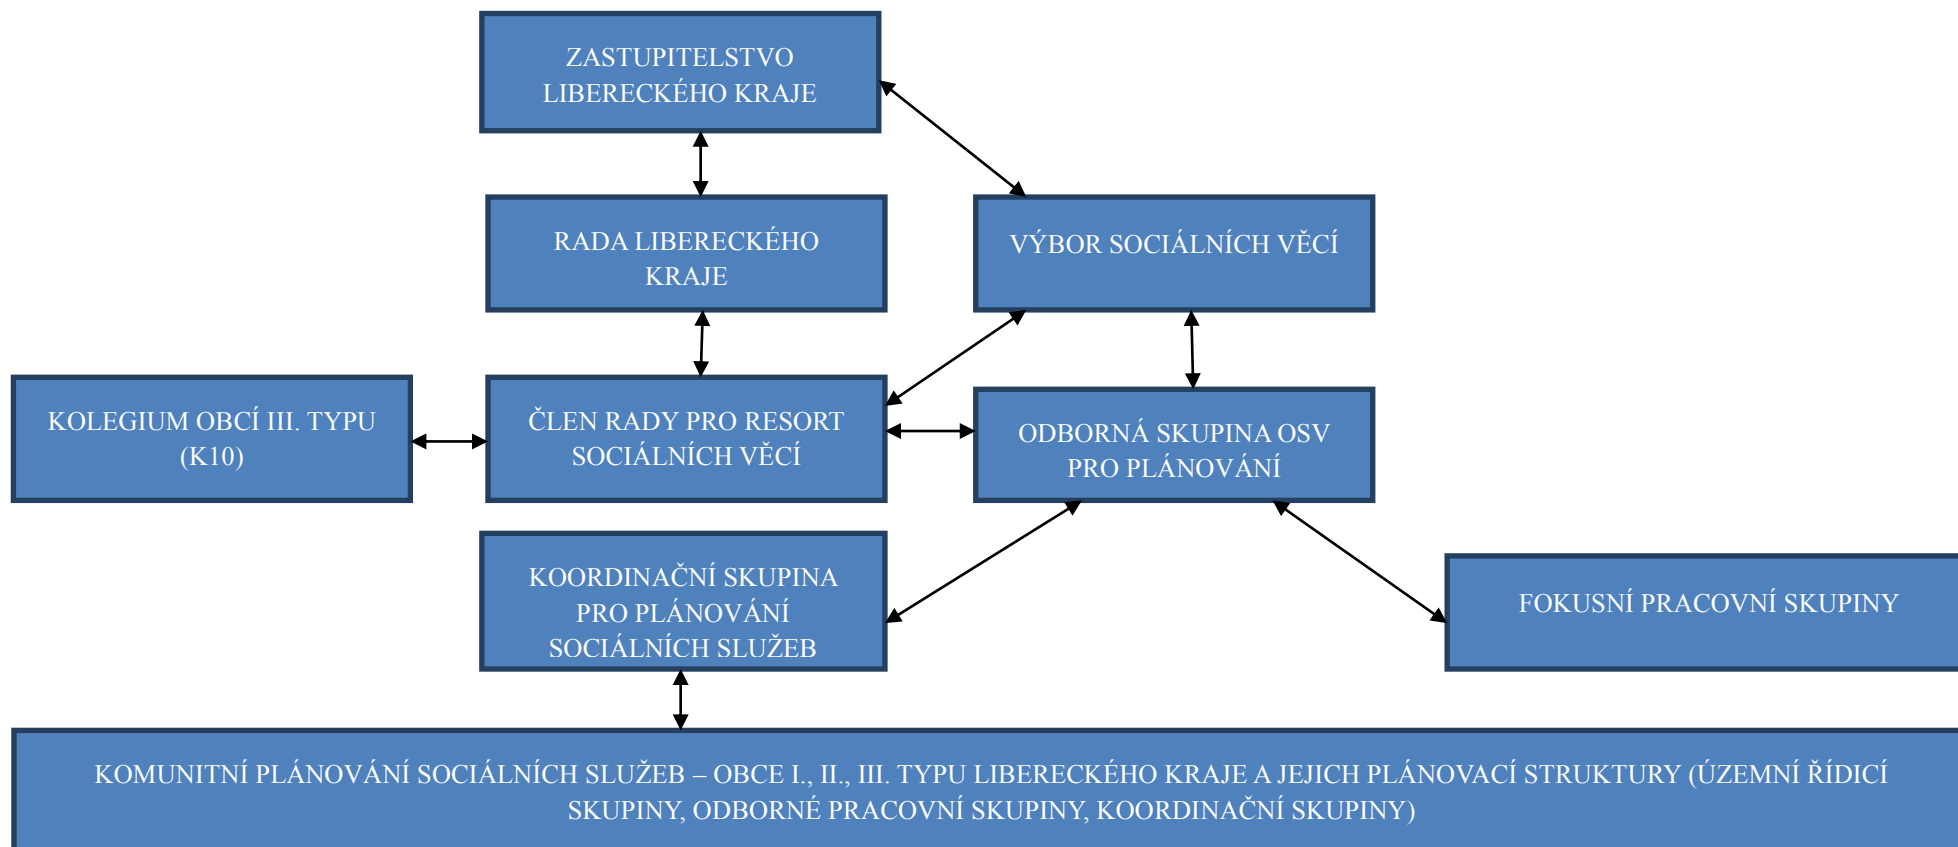 ZASTUPITELSTVO
LIBERECKÉHO KRAJE
RADA LIBERECKÉHO
KRAJE
VÝBOR SOCIÁLNÍCH VĚCÍ
KOLEGIUM OBCÍ III. TYPU
(K10)
ČLEN RADY PRO RESORT
SOCIÁLNÍCH VĚCÍ
ODBORNÁ SKUPINA OSV
PRO PLÁNOVÁNÍ
KOORDINAČNÍ SKUPINA
PRO PLÁNOVÁNÍ
SOCIÁLNÍCH SLUŽEB
FOKUSNÍ PRACOVNÍ SKUPINY
KOMUNITNÍ PLÁNOVÁNÍ SOCIÁLNÍCH SLUŽEB – OBCE I., II., III. TYPU LIBERECKÉHO KRAJE A JEJICH PLÁNOVACÍ STRUKTURY (ÚZEMNÍ ŘÍDICÍ
SKUPINY, ODBORNÉ PRACOVNÍ SKUPINY, KOORDINAČNÍ SKUPINY)